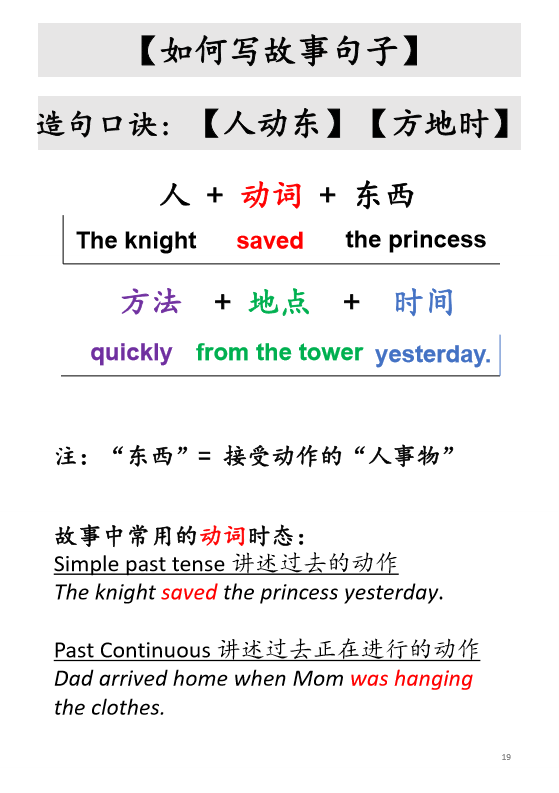 【如何写故事句子】
造句口诀：【人动东】【方地时】
人 + 动词 + 东西
The knight saved the princess
方法 + 地点 + 时间
quickly from the tower yesterday.
注：“东西”= 接受动作的“人事物”
故事中常用的动词时态：
Simple past tense 讲述过去的动作
The knight saved the princess yesterday.
Past Continuous 讲述过去正在进行的动作
Dad arrived home when Mom was hanging
the clothes.
19